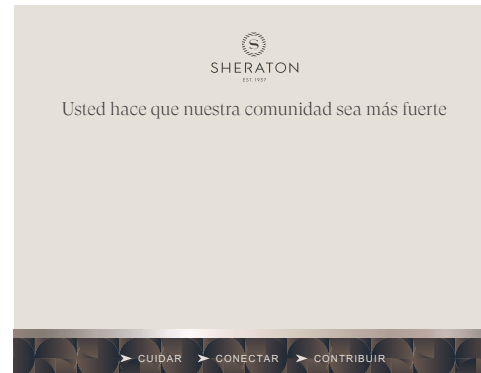 S
SHERATON
EST. 1937
Usted hace que nuestra comunidad sea más fuerte
➤ CUIDAR ➤ CONECTAR ➤ CONTRIBUIR